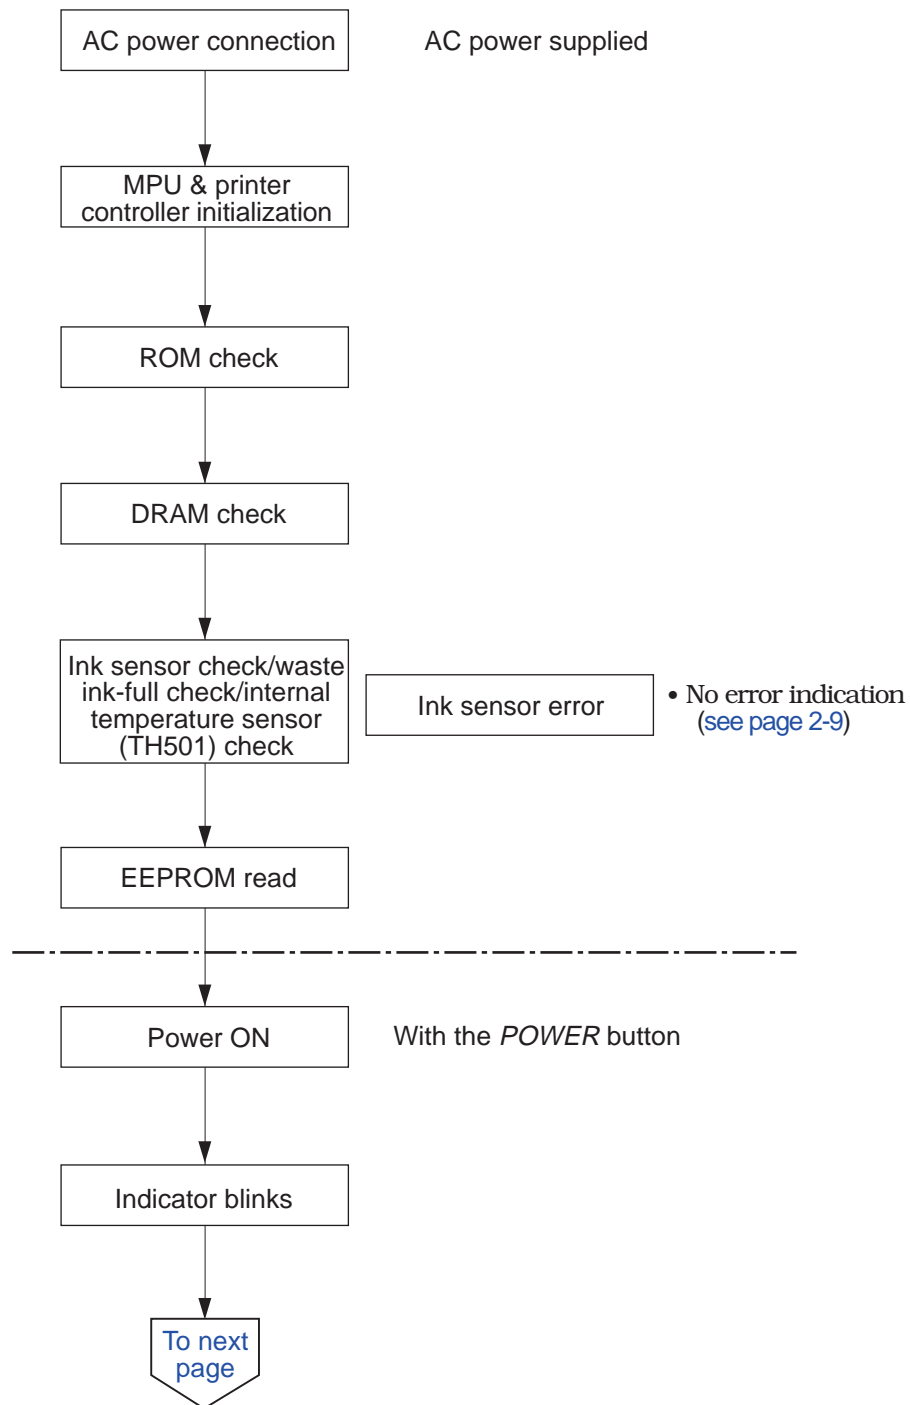 AC power connection
AC power supplied
MPU & printer
controller initialization
ROM check
DRAM check
Ink sensor check/waste
ink-full check/internal
temperature sensor
(TH501) check
Ink sensor error
• No error indication
(see page 2-9)
EEPROM read
Power ON
With the POWER button
Indicator blinks
To next
page